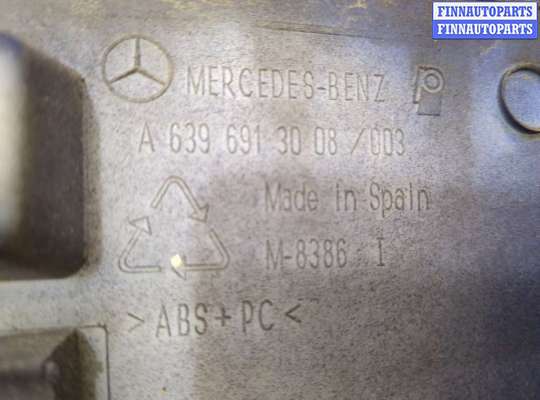 FINNAUTOPARTS
FINNAUTOPARTS
MERCEDES-BENZ
A 639 691 30 08 / 003
Made In Spain
M-8386 I
>ABS+PC<